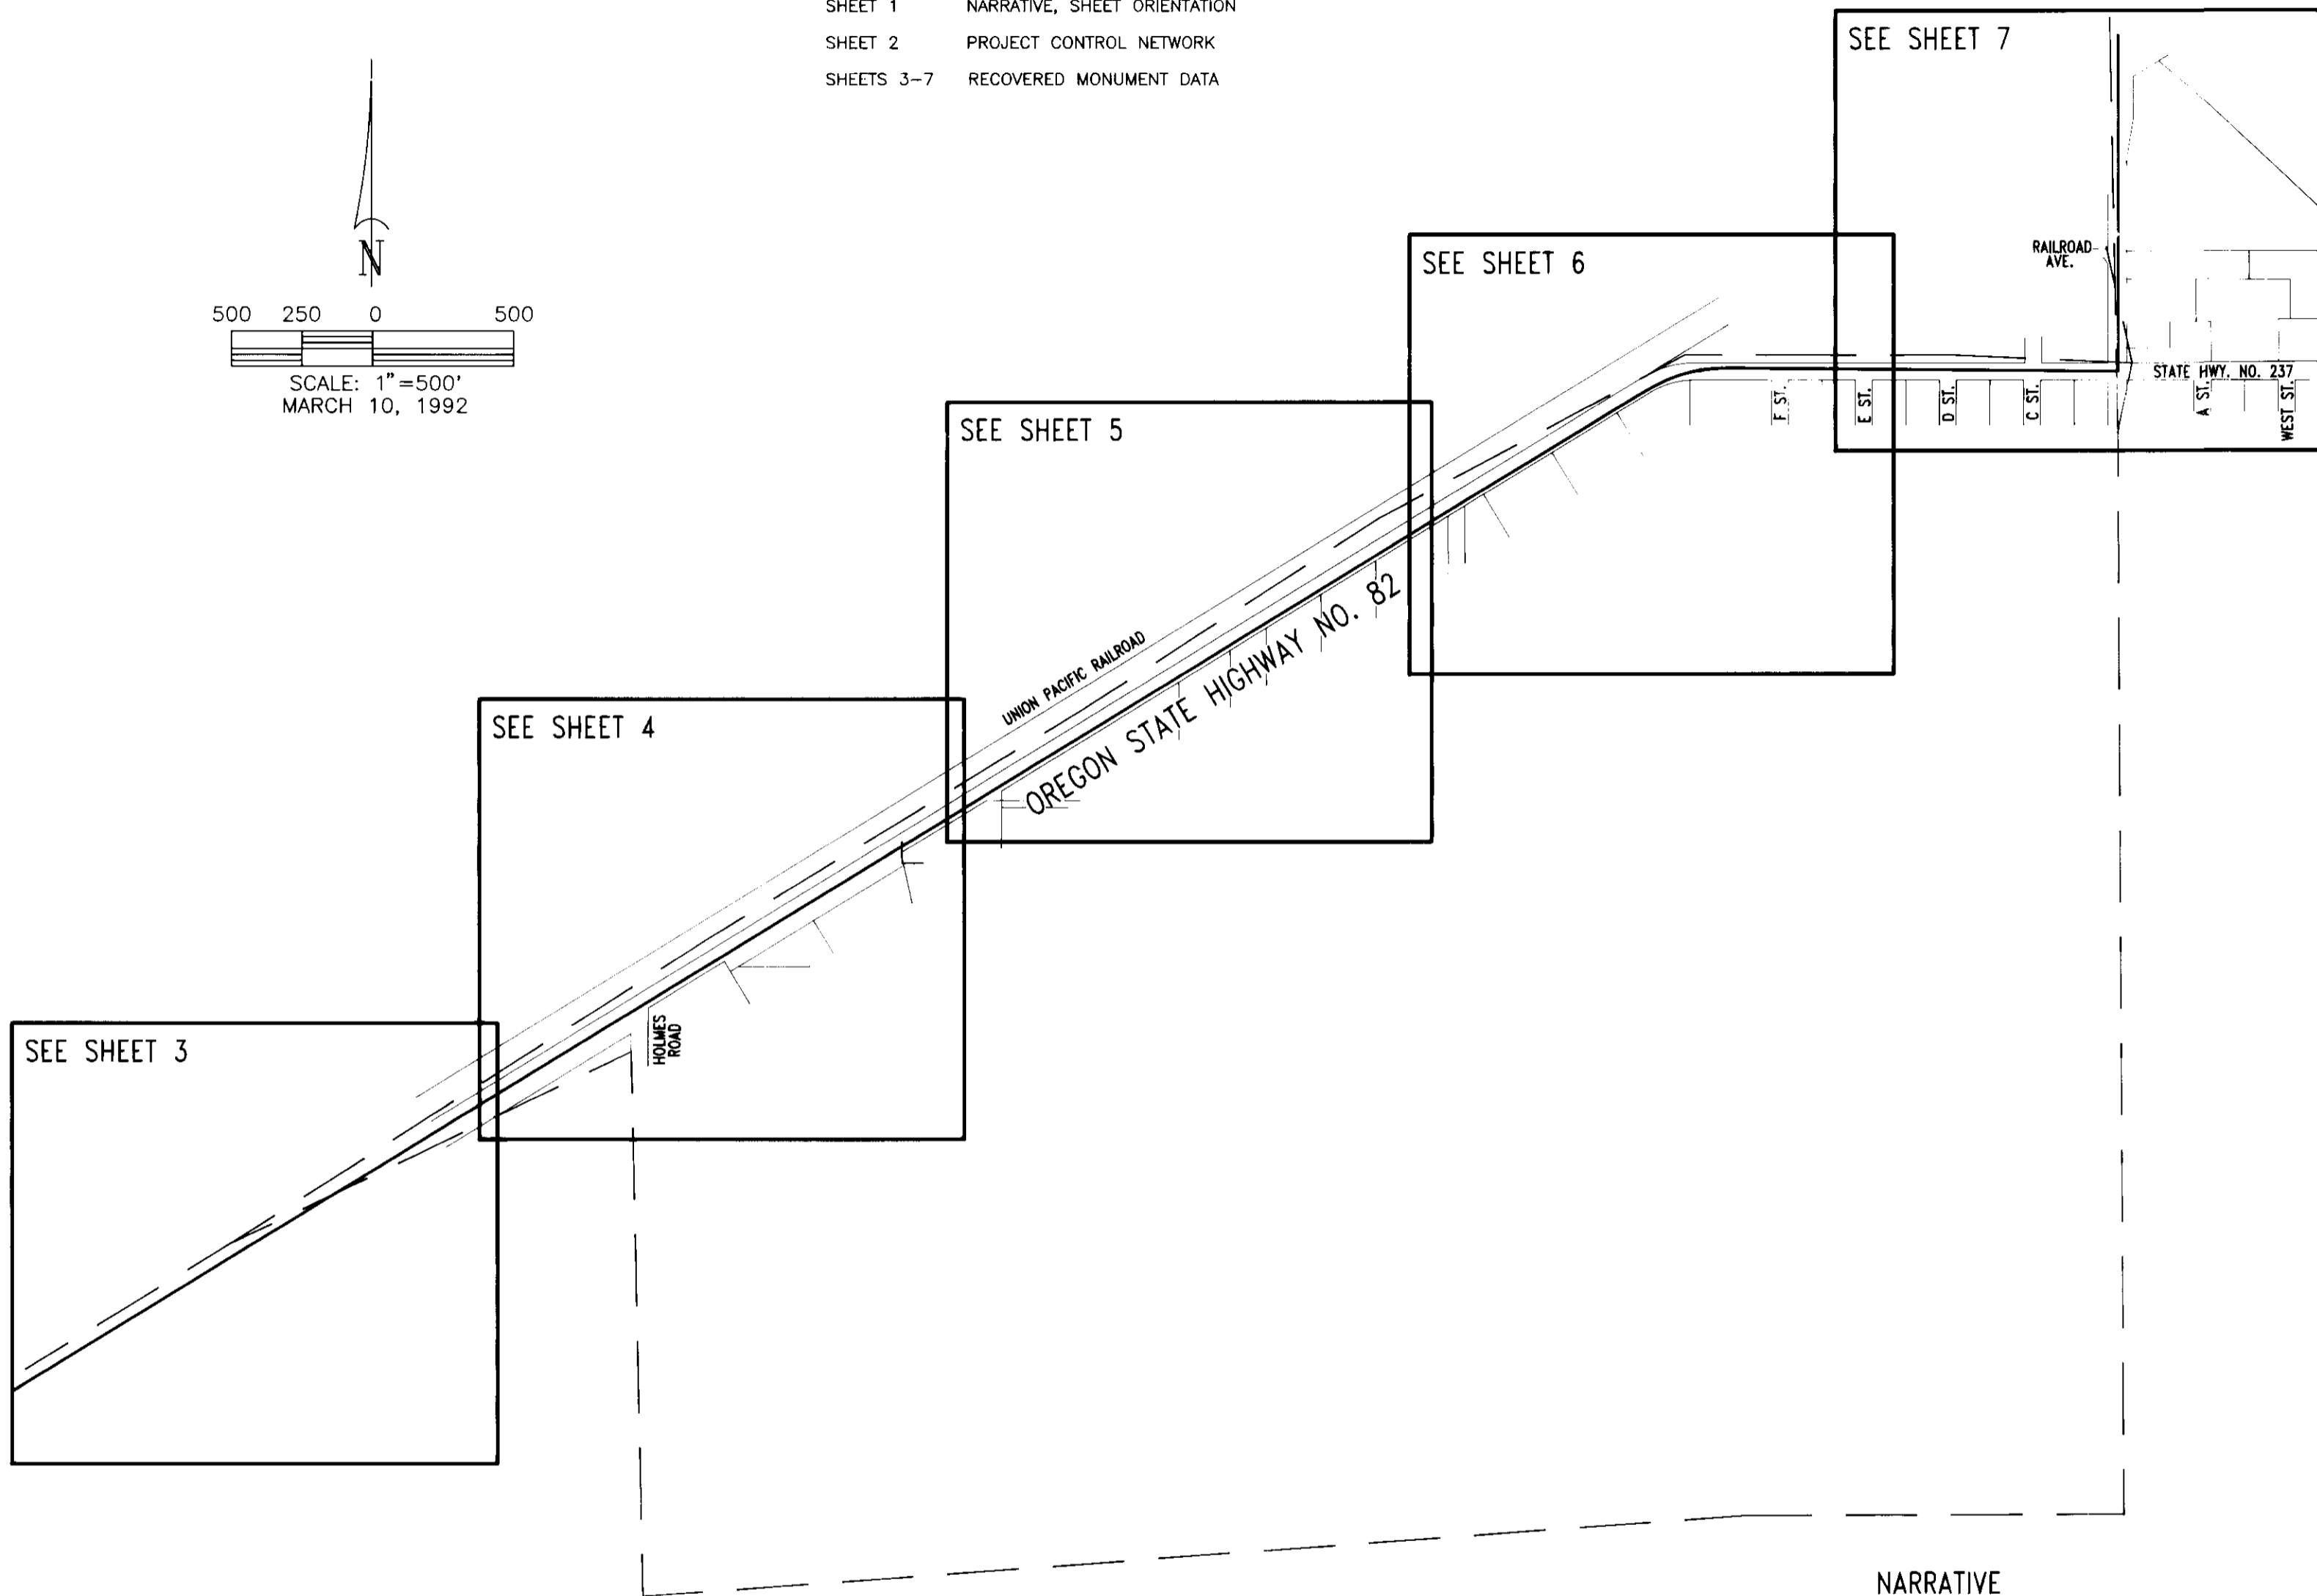 SHEET 1 NARRATIVE, SHEET ORIENTATION
SHEET 2 PROJECT CONTROL NETWORK
SHEETS 3-7 RECOVERED MONUMENT DATA
N
500 250 0 500
SCALE: 1"=500'
MARCH 10, 1992
SEE SHEET 7
RAILROAD
AVE.
STATE HWY. NO. 237
F ST.
E ST.
D ST.
C ST.
A ST.
WEST ST.
SEE SHEET 6
SEE SHEET 5
UNION PACIFIC RAILROAD
OREGON STATE HIGHWAY NO. 82
SEE SHEET 4
HOLMES
ROAD
SEE SHEET 3
NARRATIVE